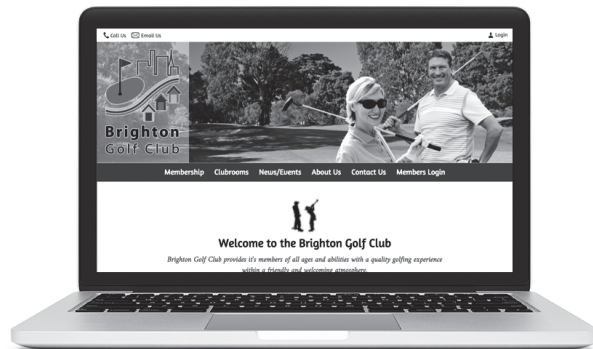 Call Us Email Us Login
Brighton
Golf Club
Membership Clubrooms News/Events About Us Contact Us Members Login
Welcome to the Brighton Golf Club
Brighton Golf Club provides it's members of all ages and abilities with a quality golfing experience
within a friendly and welcoming atmosphere.